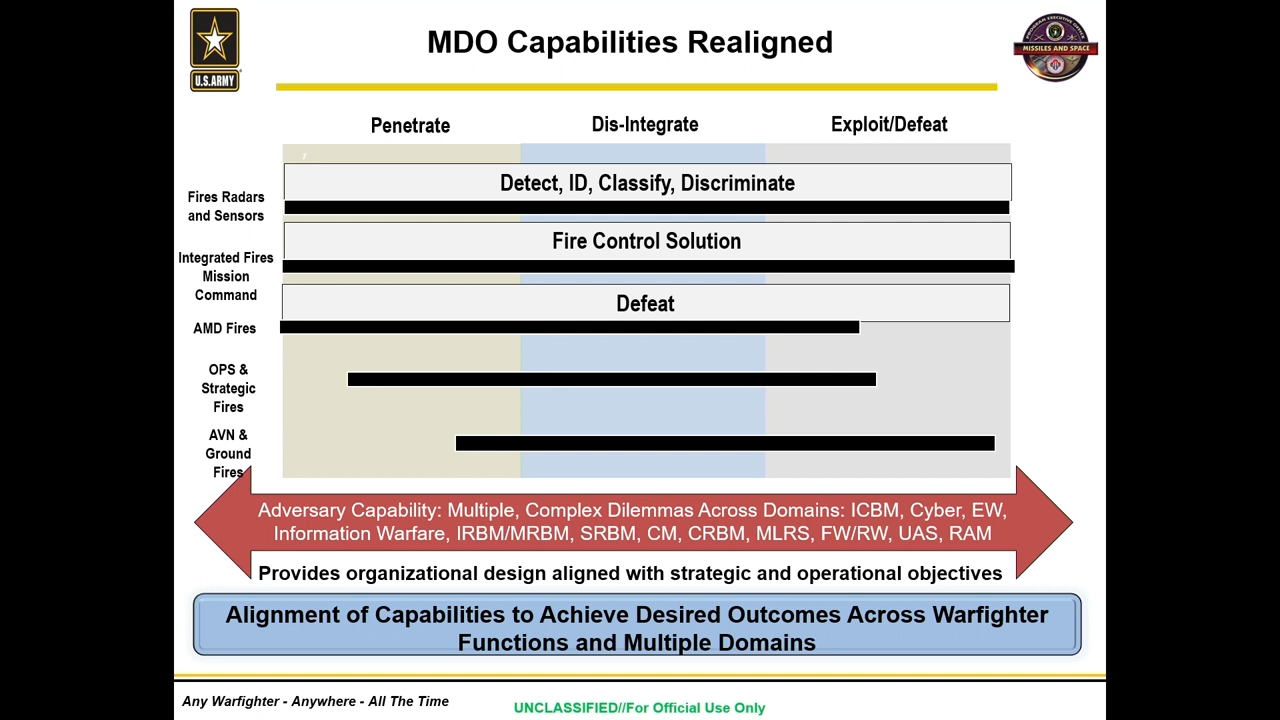 MDO Capabilities Realigned
U.S.ARMY
MISSILES AND SPACE
Penetrate
Dis-Integrate
Exploit/Defeat
7
Detect, ID, Classify, Discriminate
Fires Radars
and Sensors
Fire Control Solution
Integrated Fires
Mission
Command
Defeat
AMD Fires
OPS &
Strategic
Fires
AVN &
Ground
Fires
Adversary Capability: Multiple, Complex Dilemmas Across Domains: ICBM, Cyber, EW,
Information Warfare, IRBM/MRBM, SRBM, CM, CRBM, MLRS, FW/RW, UAS, RAM
Provides organizational design aligned with strategic and operational objectives
Alignment of Capabilities to Achieve Desired Outcomes Across Warfighter
Functions and Multiple Domains
Any Warfighter - Anywhere - All The Time
UNCLASSIFIED//For Official Use Only